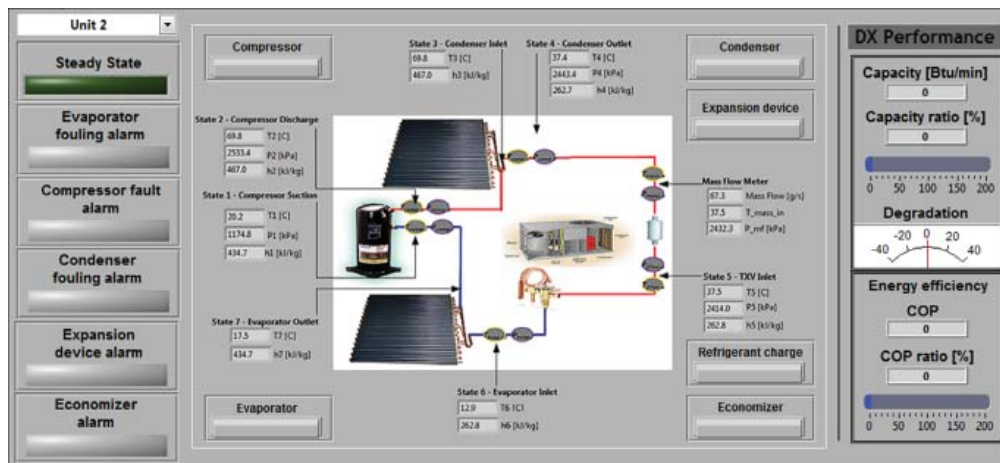 Unit 2
Steady State
Evaporator
fouling alarm
Compressor fault
alarm
Condenser
fouling alarm
Expansion
device alarm
Economizer
alarm
Compressor
State 3 - Condenser Inlet
69.8 T3 [C]
467.0 h3 [kJ/kg]
State 4 - Condenser Outlet
37.4 T4 [C]
2443.4 P4 [kPa]
262.7 h4 [kJ/kg]
Condenser
Expansion device
State 2 - Compressor Discharge
69.8 T2 [C]
2533.4 P2 [kPa]
467.0 h2 [kJ/kg]
State 1 - Compressor Suction
20.2 T1 [C]
1174.8 P1 [kPa]
434.7 h1 [kJ/kg]
Mass Flow Meter
67.3 Mass Flow [g/s]
37.5 T_mass_in
2432.3 P_mf [kPa]
State 5 - TXV Inlet
37.5 T5 [C]
2414.0 P5 [kPa]
262.8 h5 [kJ/kg]
State 7 - Evaporator Outlet
17.5 T7 [C]
434.7 h7 [kJ/kg]
State 6 - Evaporator Inlet
12.9 T6 [C]
262.8 h6 [kJ/kg]
Refrigerant charge
Evaporator
Economizer
DX Performance
Capacity [Btu/min]
0
Capacity ratio [%]
0
0 50 100 150 200
Degradation
-40 -20 0 20 40
Energy efficiency
COP
0
COP ratio [%]
0
0 50 100 150 200